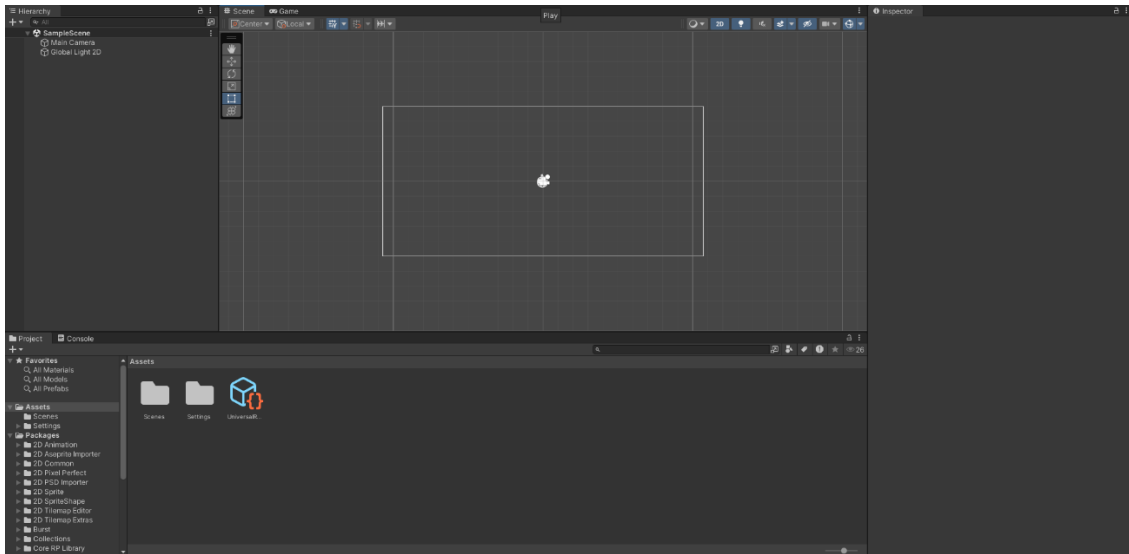 Hierarchy
All
SampleScene
Main Camera
Global Light 2D
Scene
Game
Play
Center
Local
2D
Inspector
Project
Console
26
Favorites
All Materials
All Models
All Prefabs
Assets
Scenes
Settings
Packages
2D Animation
2D Aseprite Importer
2D Common
2D Pixel Perfect
2D PSD Importer
2D Sprite
2D SpriteShape
2D Tilemap Editor
2D Tilemap Extras
Burst
Collections
Core RP Library
Assets
Scenes
Settings
UniversalR...